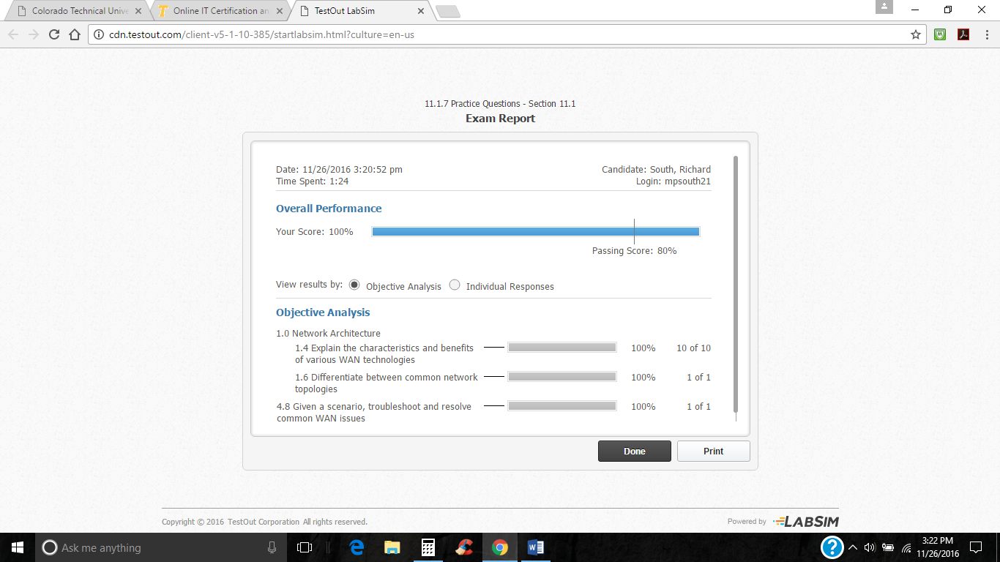 Colorado Technical Unive
Online IT Certification an
TestOut LabSim
cdn.testout.com/client-v5-1-10-385/startlabsim.html?culture=en-us
11.1.7 Practice Questions - Section 11.1
Exam Report
Date: 11/26/2016 3:20:52 pm
Candidate: South, Richard
Time Spent: 1:24
Login: mpsouth21
Overall Performance
Your Score: 100%
Passing Score: 80%
View results by: Objective Analysis Individual Responses
Objective Analysis
1.0 Network Architecture
1.4 Explain the characteristics and benefits 100% 10 of 10
of various WAN technologies
1.6 Differentiate between common network 100% 1 of 1
topologies
4.8 Given a scenario, troubleshoot and resolve 100% 1 of 1
common WAN issues
Done Print
Copyright © 2016 TestOut Corporation All rights reserved.
Powered by LABSIM
Ask me anything
3:22 PM
11/26/2016